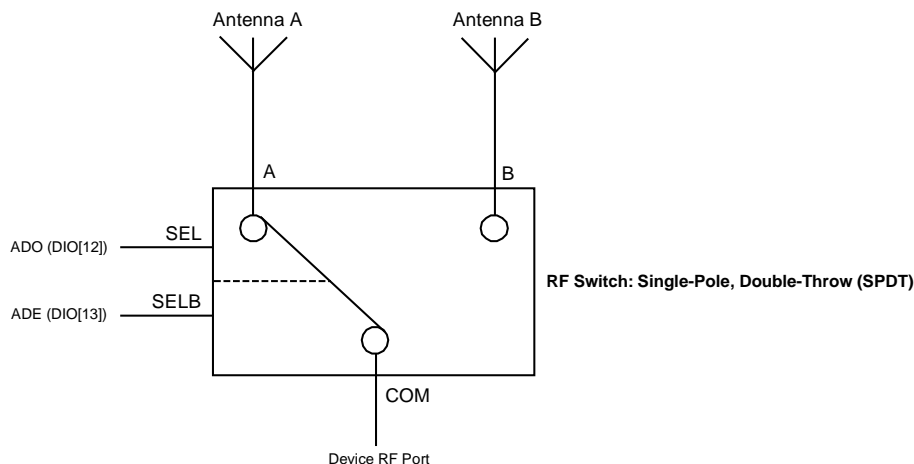 Antenna A
Antenna B
A
B
SEL
ADO (DIO[12])
RF Switch: Single-Pole, Double-Throw (SPDT)
SELB
ADE (DIO[13])
COM
Device RF Port